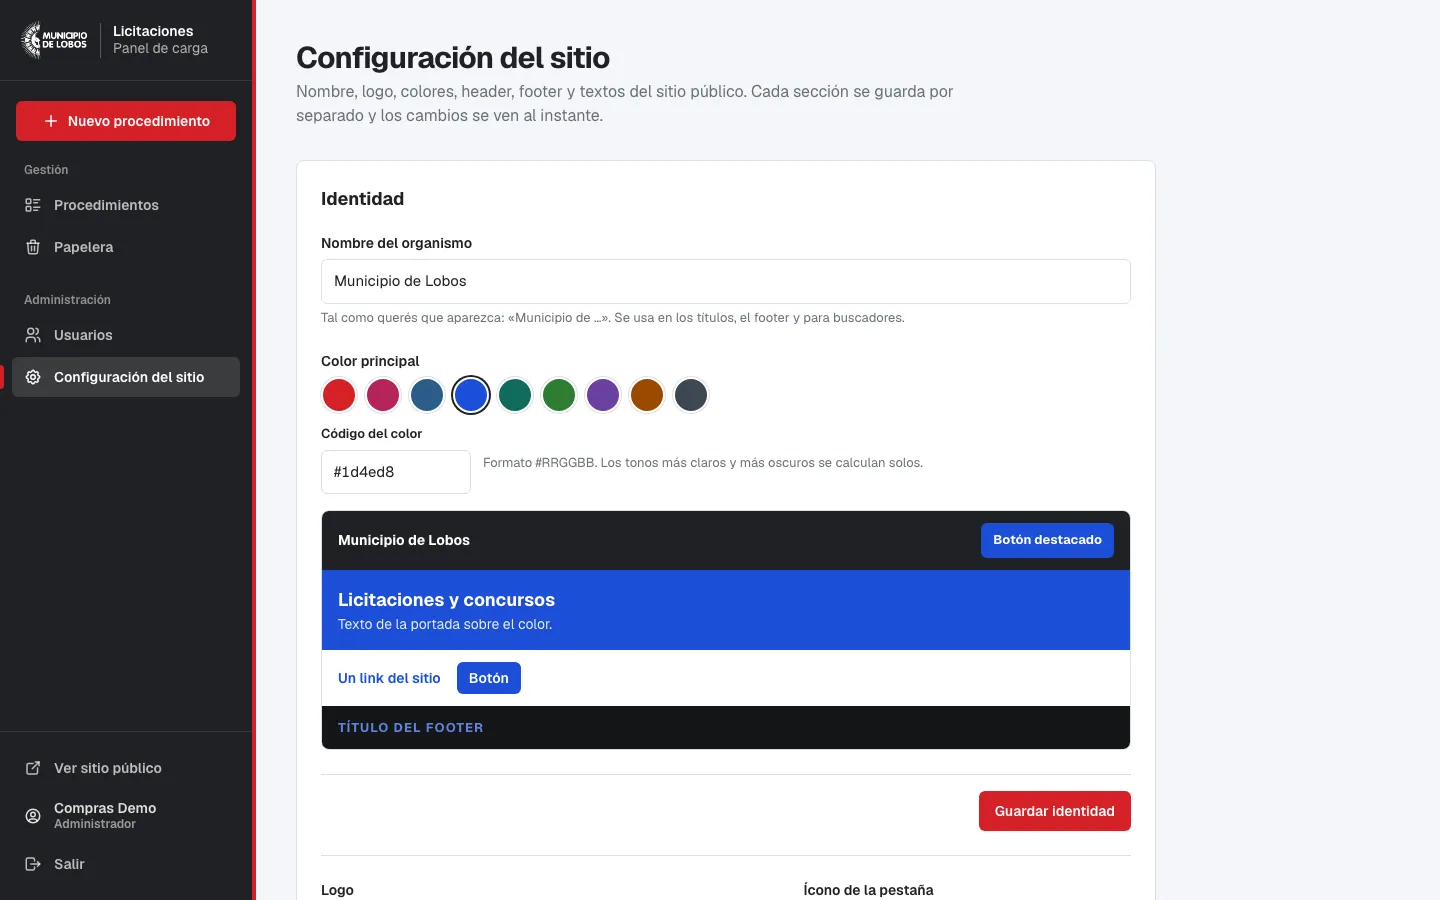 MUNICIPIO
DE LOBOS
Licitaciones
Panel de carga
Nuevo procedimiento
Gestión
Procedimientos
Papelera
Administración
Usuarios
Configuración del sitio
Ver sitio público
Compras Demo
Administrador
Salir
Configuración del sitio
Nombre, logo, colores, header, footer y textos del sitio público. Cada sección se guarda por
separado y los cambios se ven al instante.
Identidad
Nombre del organismo
Municipio de Lobos
Tal como querés que aparezca: «Municipio de …». Se usa en los títulos, el footer y para buscadores.
Color principal
Código del color
#1d4ed8
Formato #RRGGBB. Los tonos más claros y más oscuros se calculan solos.
Municipio de Lobos
Botón destacado
Licitaciones y concursos
Texto de la portada sobre el color.
Un link del sitio
Botón
TÍTULO DEL FOOTER
Guardar identidad
Logo
Ícono de la pestaña